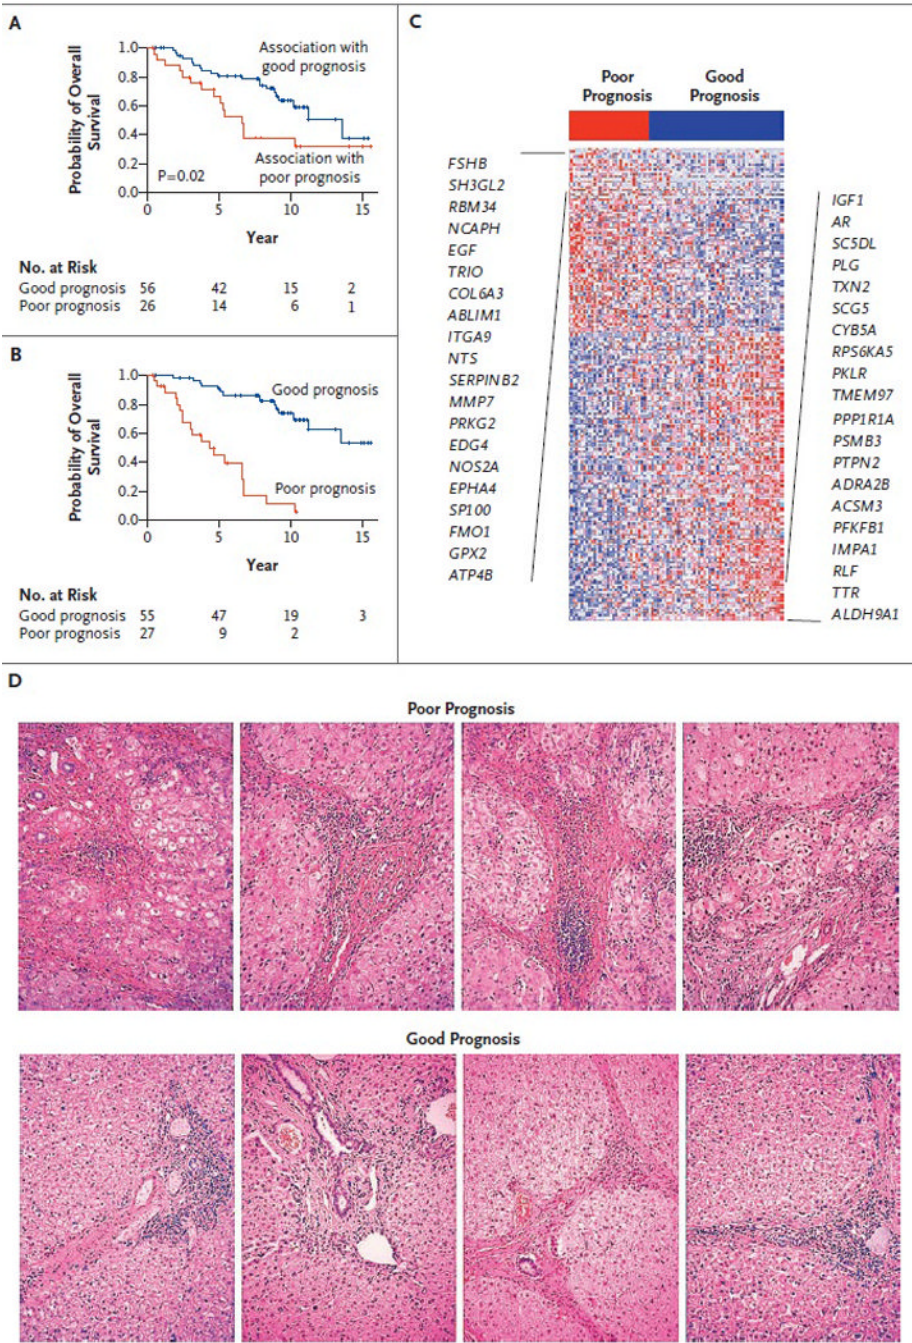 A
Probability of Overall
Survival
1.0
0.8
0.6
0.4
0.2
0.0
Association with
good prognosis
Association with
poor prognosis
P=0.02
0 5 10 15
Year
No. at Risk
Good prognosis 56 42 15 2
Poor prognosis 26 14 6 1
B
Probability of Overall
Survival
1.0
0.8
0.6
0.4
0.2
0.0
Good prognosis
Poor prognosis
0 5 10 15
Year
No. at Risk
Good prognosis 55 47 19 3
Poor prognosis 27 9 2
C
Poor
Prognosis
Good
Prognosis
FSHB
SH3GL2
RBM34
NCAPH
EGF
TRIO
COL6A3
ABLIM1
ITGA9
NTS
SERPINB2
MMP7
PRKG2
EDG4
NOS2A
EPHA4
SP100
FMO1
GPX2
ATP4B
IGF1
AR
SC5DL
PLG
TXN2
SCG5
CYB5A
RPS6KA5
PKLR
TMEM97
PPP1R1A
PSMB3
PTPN2
ADRA2B
ACSM3
PFKFB1
IMPA1
RLF
TTR
ALDH9A1
D
Poor Prognosis
Good Prognosis